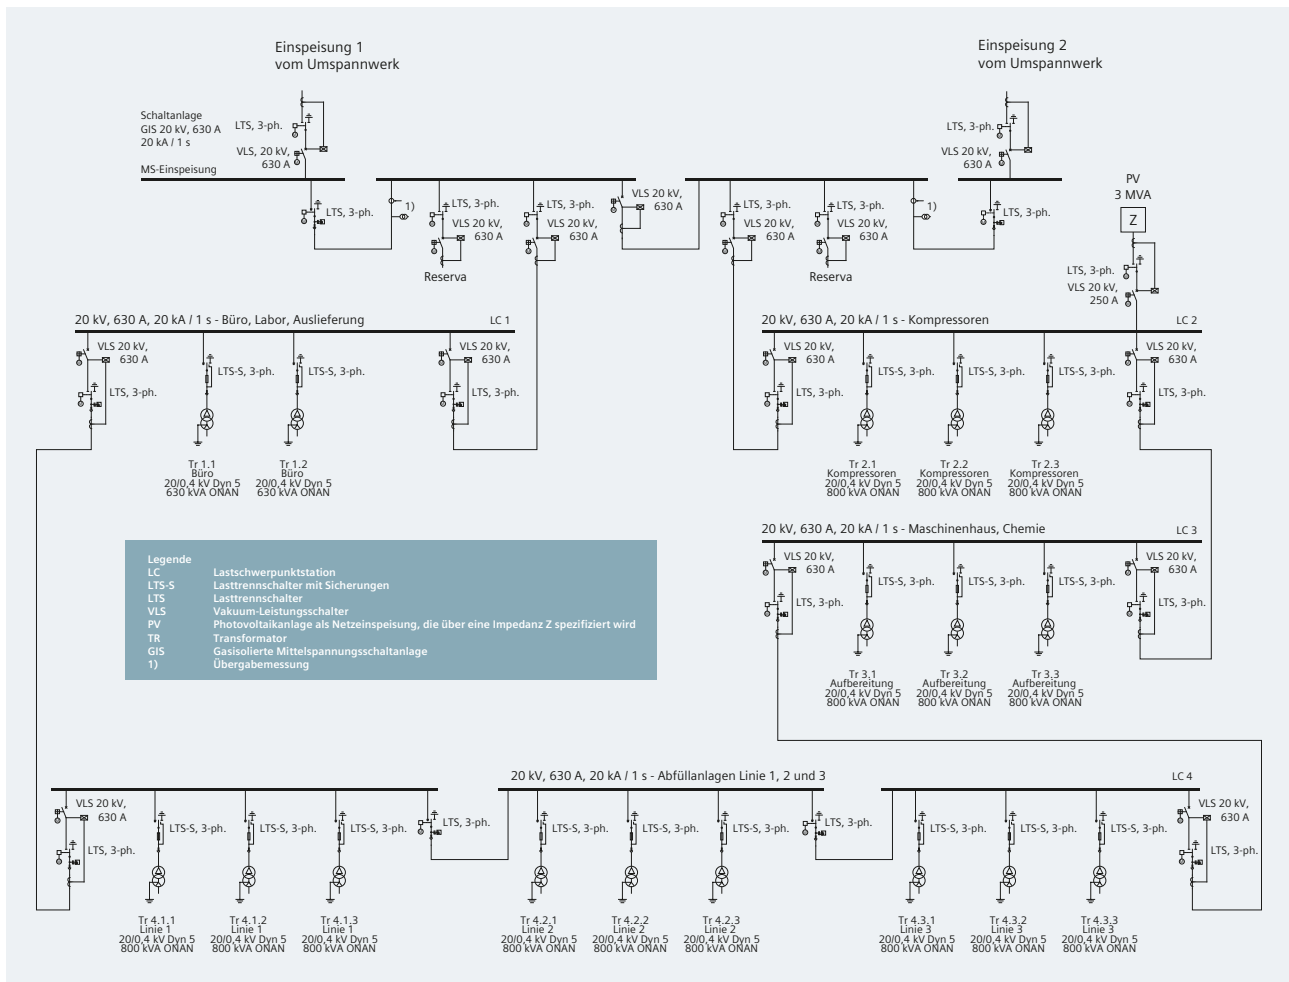 Einspeisung 1
vom Umspannwerk
Einspeisung 2
vom Umspannwerk
Schaltanlage
GIS 20 kV, 630 A
20 kA / 1 s
MS-Einspeisung
LTS, 3-ph.
VLS, 20 kV,
630 A
LTS, 3-ph.
1)
LTS, 3-ph.
VLS 20 kV,
630 A
Reserva
LTS, 3-ph.
VLS 20 kV,
630 A
VLS 20 kV,
630 A
LTS, 3-ph.
VLS 20 kV,
630 A
LTS, 3-ph.
VLS 20 kV,
630 A
Reserva
1)
LTS, 3-ph.
VLS 20 kV,
630 A
LTS, 3-ph.
PV
3 MVA
Z
LTS, 3-ph.
VLS 20 kV,
250 A
20 kV, 630 A, 20 kA / 1 s - Büro, Labor, Auslieferung
LC 1
VLS 20 kV,
630 A
LTS, 3-ph.
LTS-S, 3-ph.
LTS-S, 3-ph.
VLS 20 kV,
630 A
LTS, 3-ph.
Tr 1.1
Büro
20/0,4 kV Dyn 5
630 kVA ONAN
Tr 1.2
Büro
20/0,4 kV Dyn 5
630 kVA ONAN
20 kV, 630 A, 20 kA / 1 s - Kompressoren
LC 2
VLS 20 kV,
630 A
LTS, 3-ph.
LTS-S, 3-ph.
LTS-S, 3-ph.
LTS-S, 3-ph.
VLS 20 kV,
630 A
LTS, 3-ph.
Tr 2.1
Kompressoren
20/0,4 kV Dyn 5
800 kVA ONAN
Tr 2.2
Kompressoren
20/0,4 kV Dyn 5
800 kVA ONAN
Tr 2.3
Kompressoren
20/0,4 kV Dyn 5
800 kVA ONAN
20 kV, 630 A, 20 kA / 1 s - Maschinenhaus, Chemie
LC 3
VLS 20 kV,
630 A
LTS, 3-ph.
LTS-S, 3-ph.
LTS-S, 3-ph.
LTS-S, 3-ph.
VLS 20 kV,
630 A
LTS, 3-ph.
Tr 3.1
Aufbereitung
20/0,4 kV Dyn 5
800 kVA ONAN
Tr 3.2
Aufbereitung
20/0,4 kV Dyn 5
800 kVA ONAN
Tr 3.3
Aufbereitung
20/0,4 kV Dyn 5
800 kVA ONAN
Legende
LC Lastschwerpunktstation
LTS-S Lasttrennschalter mit Sicherungen
LTS Lasttrennschalter
VLS Vakuum-Leistungsschalter
PV Photovoltaikanlage als Netzeinspeisung, die über eine Impedanz Z spezifiziert wird
TR Transformator
GIS Gasisolierte Mittelspannungsschaltanlage
1) Übergabemessung
20 kV, 630 A, 20 kA / 1 s - Abfüllanlagen Linie 1, 2 und 3
LC 4
VLS 20 kV,
630 A
LTS, 3-ph.
LTS-S, 3-ph.
LTS-S, 3-ph.
LTS-S, 3-ph.
LTS, 3-ph.
LTS-S, 3-ph.
LTS-S, 3-ph.
LTS-S, 3-ph.
LTS, 3-ph.
LTS-S, 3-ph.
LTS-S, 3-ph.
LTS-S, 3-ph.
VLS 20 kV,
630 A
LTS, 3-ph.
Tr 4.1.1
Linie 1
20/0,4 kV Dyn 5
800 kVA ONAN
Tr 4.1.2
Linie 1
20/0,4 kV Dyn 5
800 kVA ONAN
Tr 4.1.3
Linie 1
20/0,4 kV Dyn 5
800 kVA ONAN
Tr 4.2.1
Linie 2
20/0,4 kV Dyn 5
800 kVA ONAN
Tr 4.2.2
Linie 2
20/0,4 kV Dyn 5
800 kVA ONAN
Tr 4.2.3
Linie 2
20/0,4 kV Dyn 5
800 kVA ONAN
Tr 4.3.1
Linie 3
20/0,4 kV Dyn 5
800 kVA ONAN
Tr 4.3.2
Linie 3
20/0,4 kV Dyn 5
800 kVA ONAN
Tr 4.3.3
Linie 3
20/0,4 kV Dyn 5
800 kVA ONAN